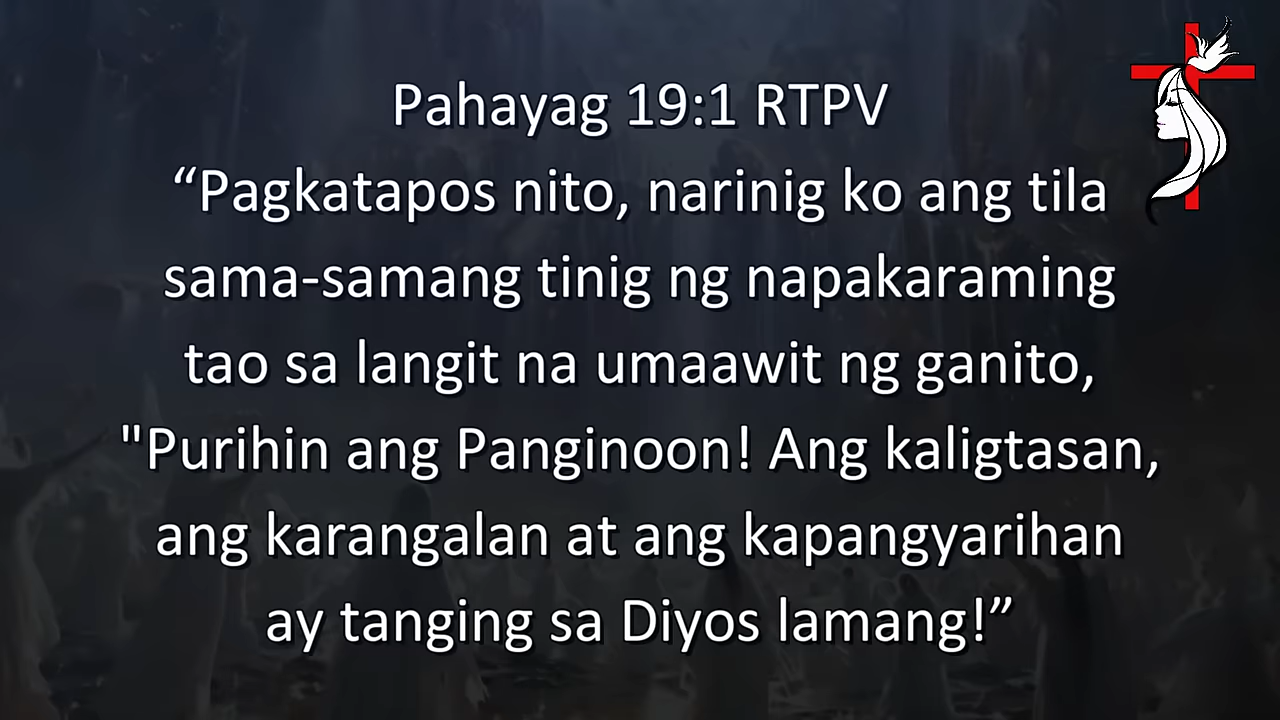 Pahayag 19:1 RTPV
“Pagkatapos nito, narinig ko ang tila
sama-samang tinig ng napakaraming
tao sa langit na umaawit ng ganito,
"Purihin ang Panginoon! Ang kaligtasan,
ang karangalan at ang kapangyarihan
ay tanging sa Diyos lamang!”